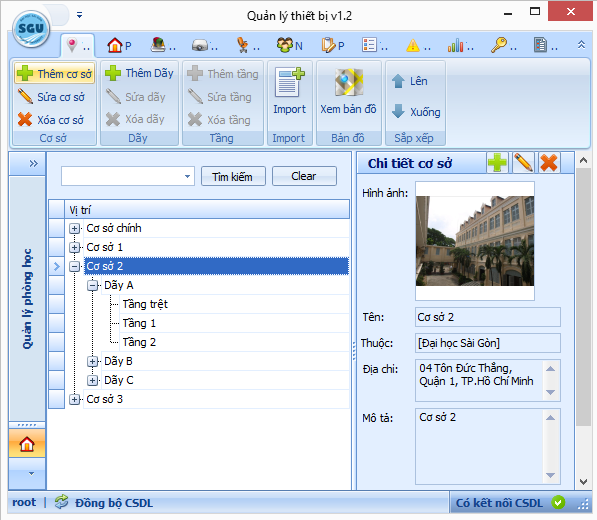 Quản lý thiết bị v1.2
SGU
..
P
..
..
..
N
P
..
..
..
..
..
Thêm cơ sở
Sửa cơ sở
Xóa cơ sở
Cơ sở
Thêm Dãy
Sửa dãy
Xóa dãy
Dãy
Thêm tầng
Sửa tầng
Xóa tầng
Tầng
Import
Import
Xem bản đồ
Bản đồ
Lên
Xuống
Sắp xếp
Quản lý phòng học
Tìm kiếm
Clear
Vị trí
Cơ sở chính
Cơ sở 1
Cơ sở 2
Dãy A
Tầng trệt
Tầng 1
Tầng 2
Dãy B
Dãy C
Cơ sở 3
Chi tiết cơ sở
Hình ảnh:
Tên:
Cơ sở 2
Thuộc:
[Đại học Sài Gòn]
Địa chỉ:
04 Tôn Đức Thắng,
Quận 1, TP.Hồ Chí Minh
Mô tả:
Cơ sở 2
root
Đồng bộ CSDL
Có kết nối CSDL